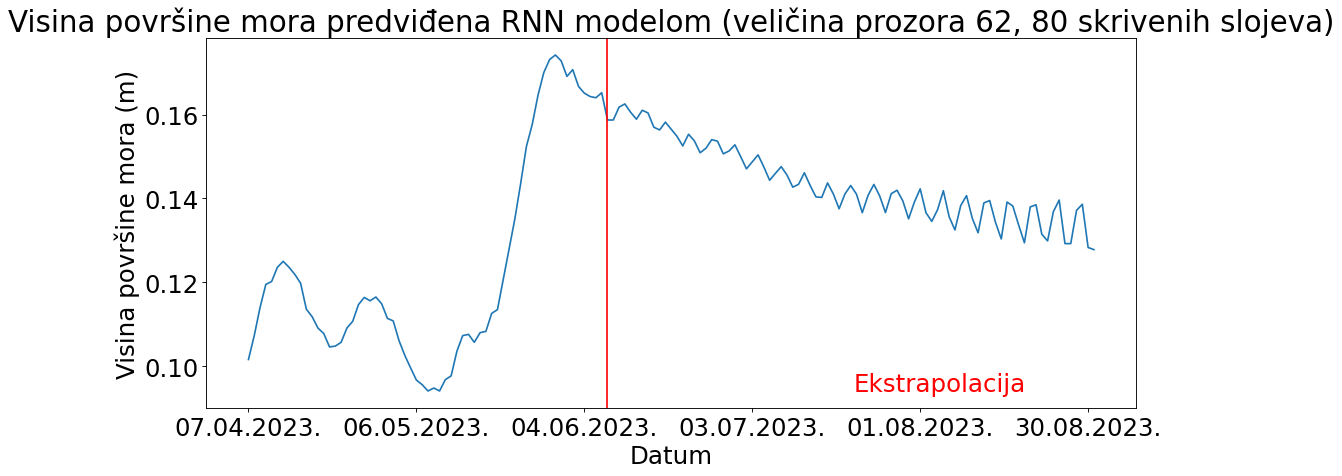 Visina površine mora predviđena RNN modelom (veličina prozora 62, 80 skrivenih slojeva)
Visina površine mora (m)
0.16
0.14
0.12
0.10
Ekstrapolacija
07.04.2023. 06.05.2023. 04.06.2023. 03.07.2023. 01.08.2023. 30.08.2023.
Datum